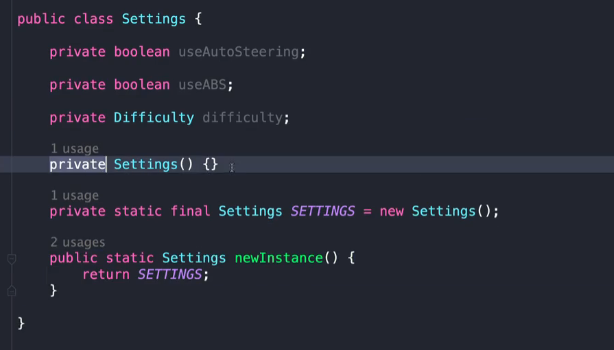 public class Settings {
private boolean useAutoSteering;
private boolean useABS;
private Difficulty difficulty;
1 usage
private Settings() {}
1 usage
private static final Settings SETTINGS = new Settings();
2 usages
public static Settings newInstance() {
return SETTINGS;
}
}